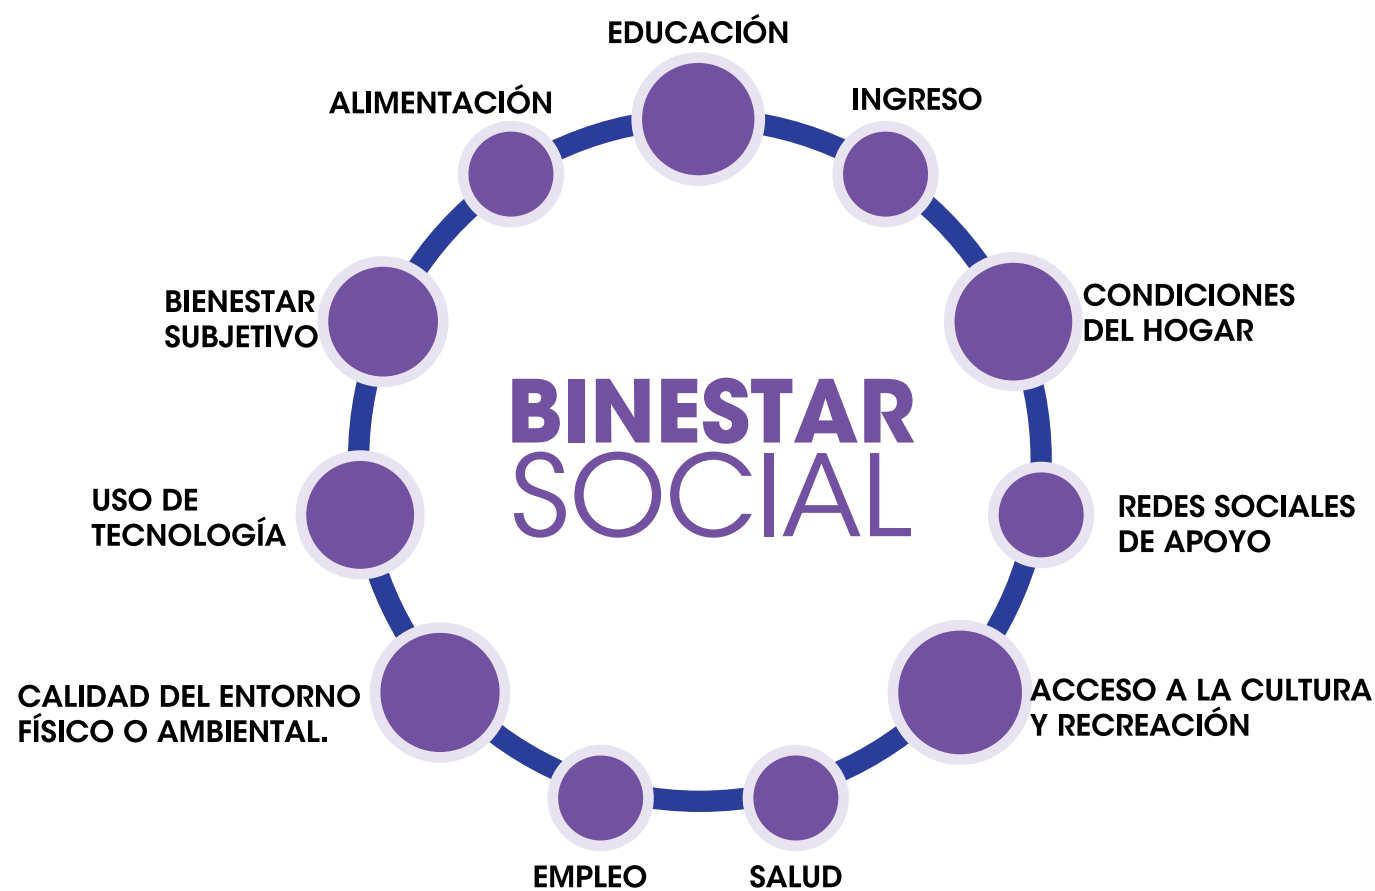 EDUCACIÓN
INGRESO
ALIMENTACIÓN
CONDICIONES
DEL HOGAR
BIENESTAR
SUBJETIVO
BINESTAR
SOCIAL
USO DE
TECNOLOGÍA
REDES SOCIALES
DE APOYO
CALIDAD DEL ENTORNO
FÍSICO O AMBIENTAL.
ACCESO A LA CULTURA
Y RECREACIÓN
EMPLEO
SALUD